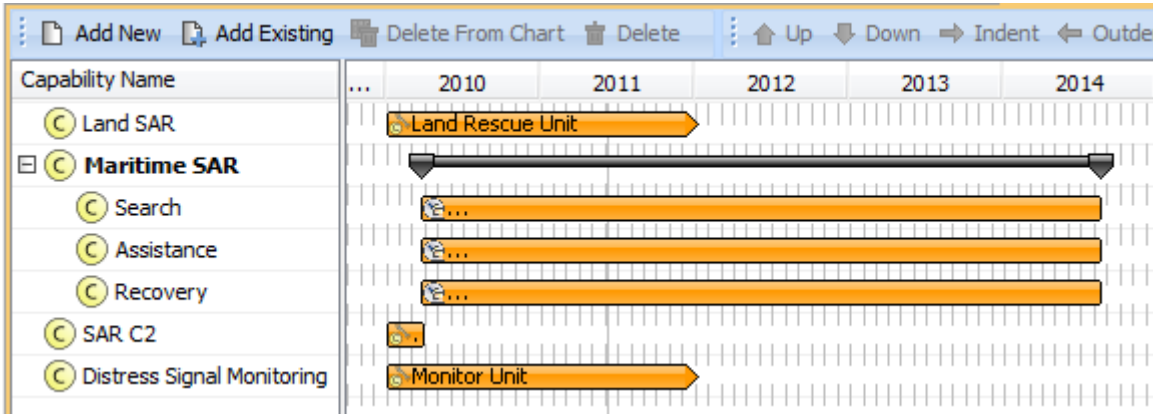 Add New Add Existing Delete From Chart Delete Up Down Indent Outde
Capability Name ... 2010 2011 2012 2013 2014
C Land SAR Land Rescue Unit
C Maritime SAR
C Search ...
C Assistance ...
C Recovery ...
C SAR C2 .
C Distress Signal Monitoring Monitor Unit